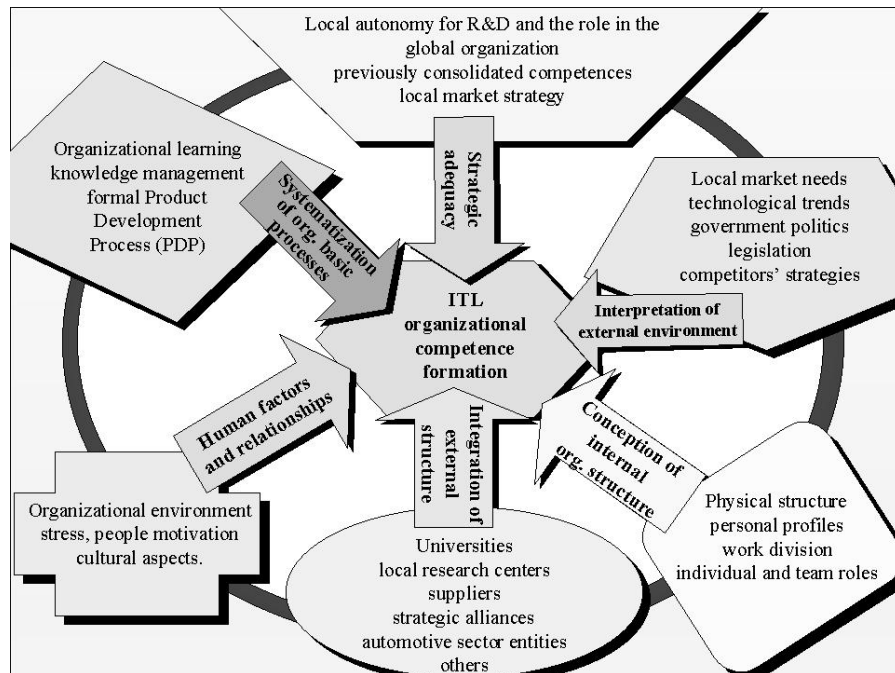 Local autonomy for R&D and the role in the
global organization
previously consolidated competences
local market strategy
Strategic
adequacy
Organizational learning
knowledge management
formal Product
Development
Process (PDP)
Systematization
of org. basic
processes
Local market needs
technological trends
government politics
legislation
competitors’ strategies
Interpretation of
external environment
ITL
organizational
competence
formation
Human factors
and relationships
Organizational environment
stress, people motivation
cultural aspects.
Integration of
external
structure
Universities
local research centers
suppliers
strategic alliances
automotive sector entities
others
Conception of
internal
org. structure
Physical structure
personal profiles
work division
individual and team roles